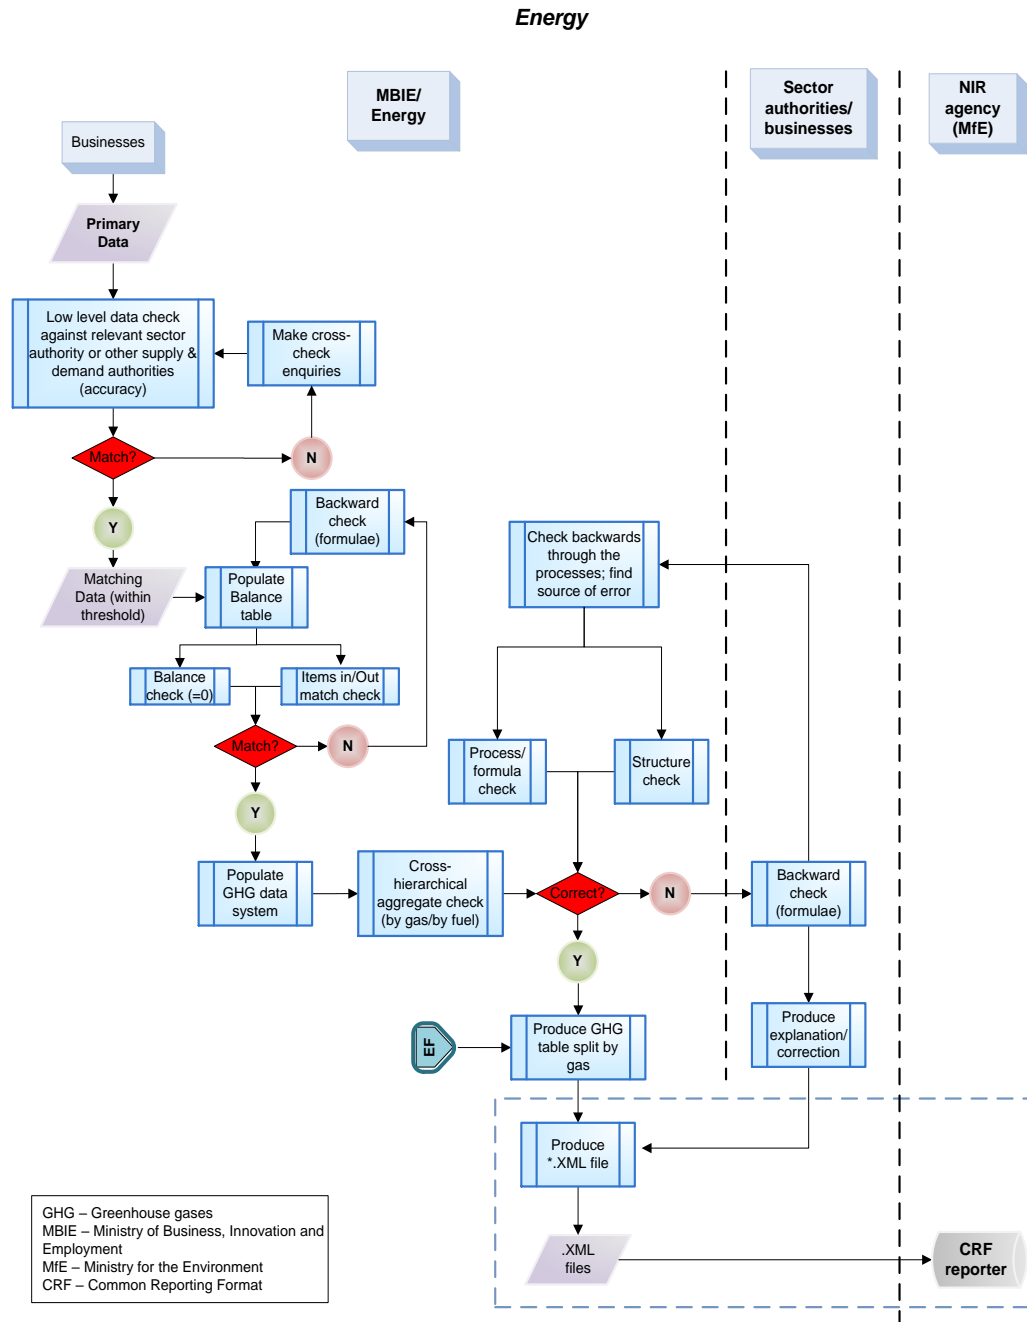 Energy
MBIE/
Energy
Sector
authorities/
businesses
NIR
agency
(MfE)
Businesses
Primary
Data
Low level data check
against relevant sector
authority or other supply &
demand authorities
(accuracy)
Make cross-
check
enquiries
Match?
N
Y
Backward
check
(formulae)
Matching
Data (within
threshold)
Populate
Balance
table
Check backwards
through the
processes; find
source of error
Balance
check (=0)
Items in/Out
match check
Match?
N
Y
Process/
formula
check
Structure
check
Populate
GHG data
system
Cross-
hierarchical
aggregate check
(by gas/by fuel)
Correct?
N
Backward
check
(formulae)
Y
EF
Produce GHG
table split by
gas
Produce
explanation/
correction
Produce
*.XML file
.XML
files
CRF
reporter
GHG – Greenhouse gases
MBIE – Ministry of Business, Innovation and
Employment
MfE – Ministry for the Environment
CRF – Common Reporting Format